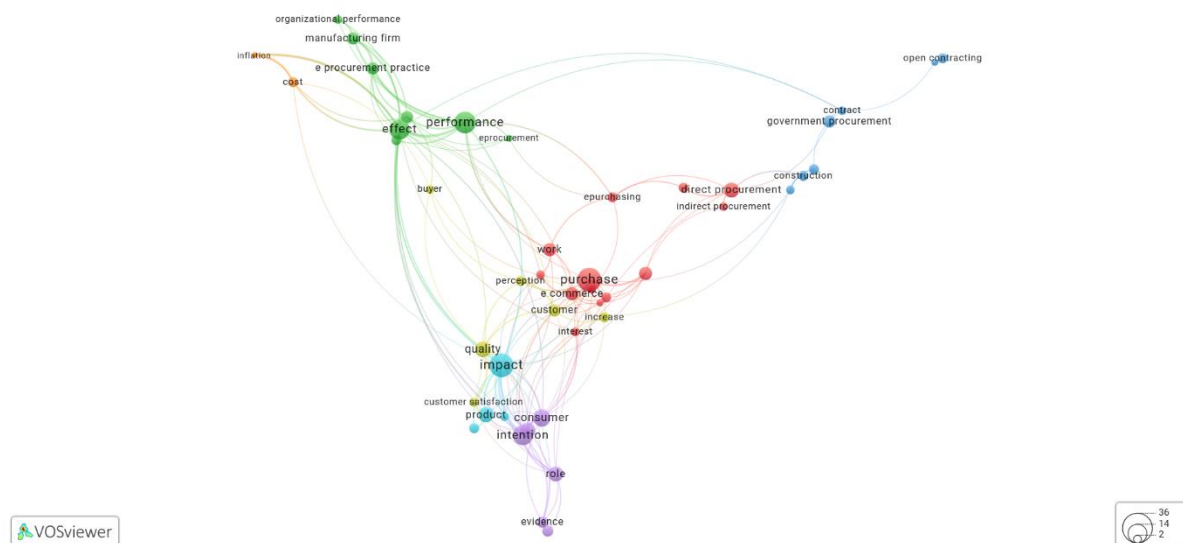 organizational performance
manufacturing firm
inflation
e procurement practice
cost
open contracting
contract
performance
government procurement
effect
eprocurement
buyer
construction
direct procurement
epurchasing
indirect procurement
work
perception
purchase
e commerce
customer
increase
interest
quality
impact
customer satisfaction
product
consumer
intention
role
evidence
VOSviewer
36
14
2